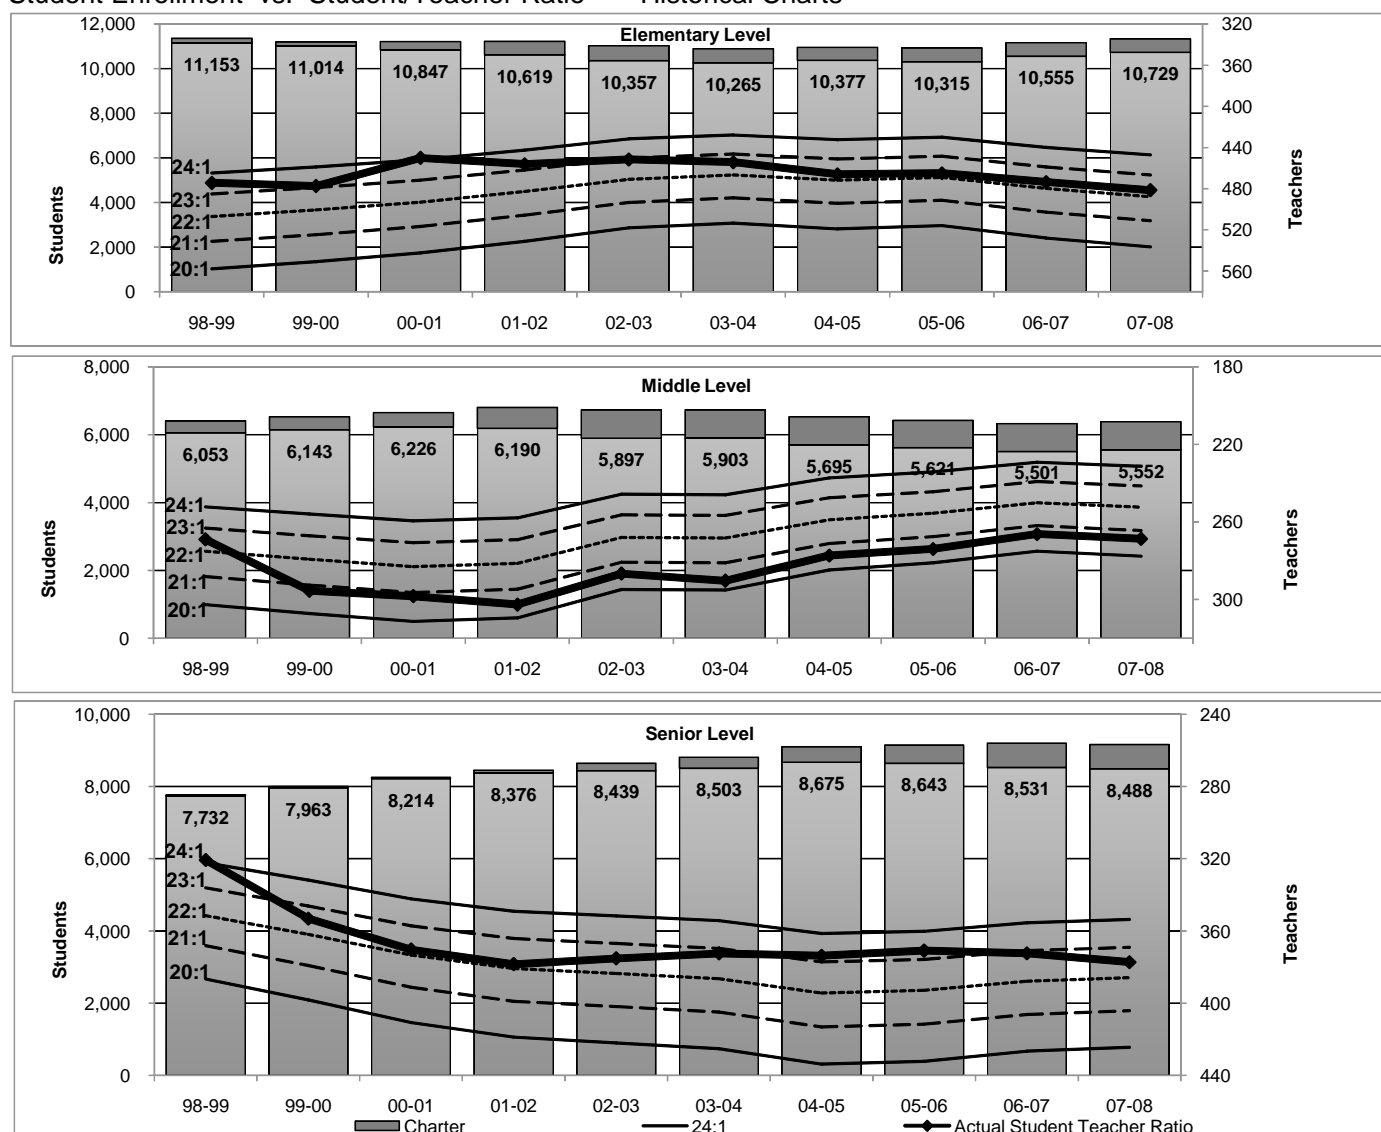 Student Enrollment vs. Student/Teacher Ratio Historical Charts
Elementary Level
12,000
10,000
8,000
6,000
4,000
2,000
0
Students
320
360
400
440
480
520
560
Teachers
11,153 11,014 10,847 10,619 10,357 10,265 10,377 10,315 10,555 10,729
24:1
23:1
22:1
21:1
20:1
98-99 99-00 00-01 01-02 02-03 03-04 04-05 05-06 06-07 07-08
Middle Level
8,000
6,000
4,000
2,000
0
Students
180
220
260
300
Teachers
6,053 6,143 6,226 6,190 5,897 5,903 5,695 5,621 5,501 5,552
24:1
23:1
22:1
21:1
20:1
98-99 99-00 00-01 01-02 02-03 03-04 04-05 05-06 06-07 07-08
Senior Level
10,000
8,000
6,000
4,000
2,000
0
Students
240
280
320
360
400
440
Teachers
7,732 7,963 8,214 8,376 8,439 8,503 8,675 8,643 8,531 8,488
24:1
23:1
22:1
21:1
20:1
98-99 99-00 00-01 01-02 02-03 03-04 04-05 05-06 06-07 07-08
Charter 24:1 Actual Student Teacher Ratio